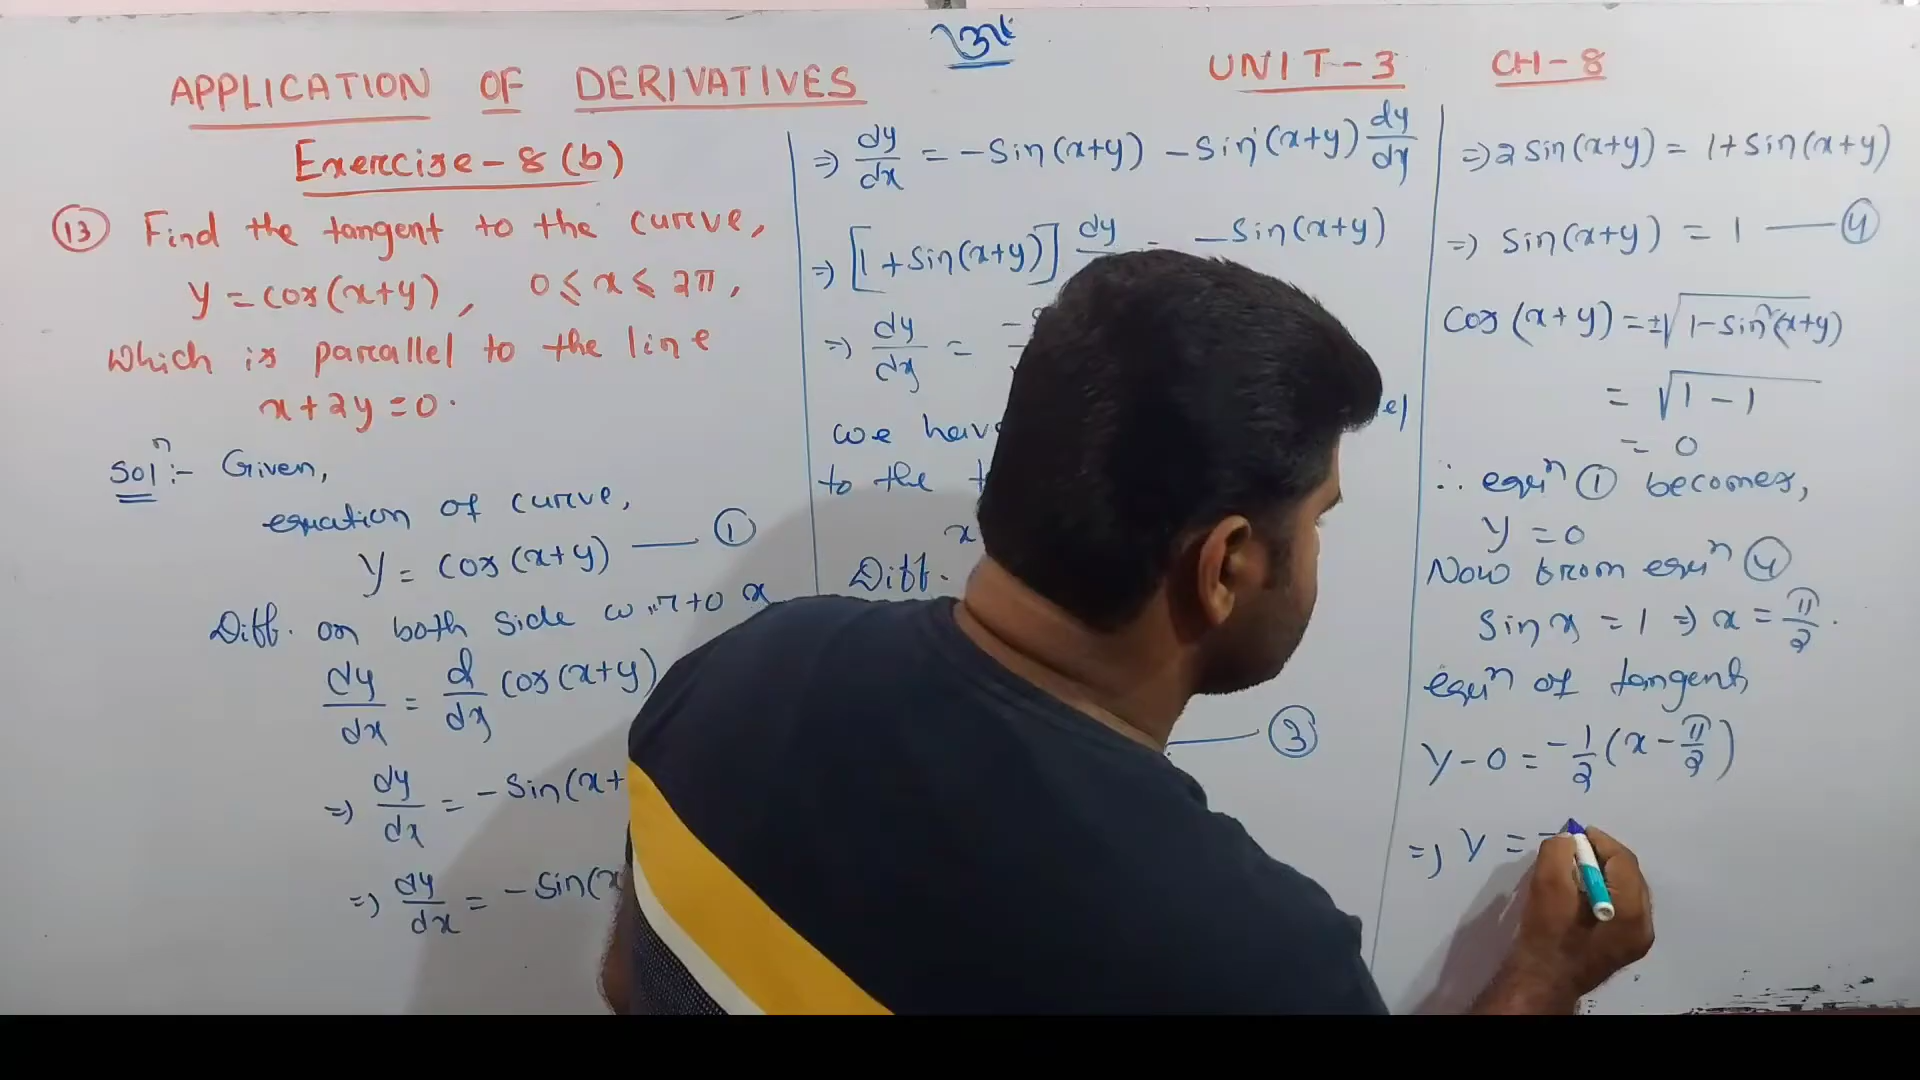 APPLICATION OF DERIVATIVES
UNIT-3 CH-8
Exercise-8(b)
(13) Find the tangent to the curve,
y = cos(x+y), 0 ≤ x ≤ 2π,
which is parallel to the line
x+2y=0.
Solⁿ:- Given,
equation of curve,
y = cos(x+y) — (1)
Diff. on both side w.r.to x
dy/dx = d/dx cos(x+y)
⇒ dy/dx = -sin(x+
⇒ dy/dx = -sin(x
⇒ dy/dx = -sin(x+y) - sin(x+y) dy/dx
⇒ [1+sin(x+y)] dy = -sin(x+y)
⇒ dy/dx = -
we have
to the
x
Diff.
— (3)
⇒ 2 sin(x+y) = 1+sin(x+y)
⇒ sin(x+y) = 1 — (4)
cos(x+y) = ±√(1-sin²(x+y))
= √(1-1)
= 0
∴ equⁿ (1) becomes,
y = 0
Now from equⁿ (4)
sin x = 1 ⇒ x = π/2.
equⁿ of tangent,
y-0 = -1/2 (x - π/2)
⇒ y = -